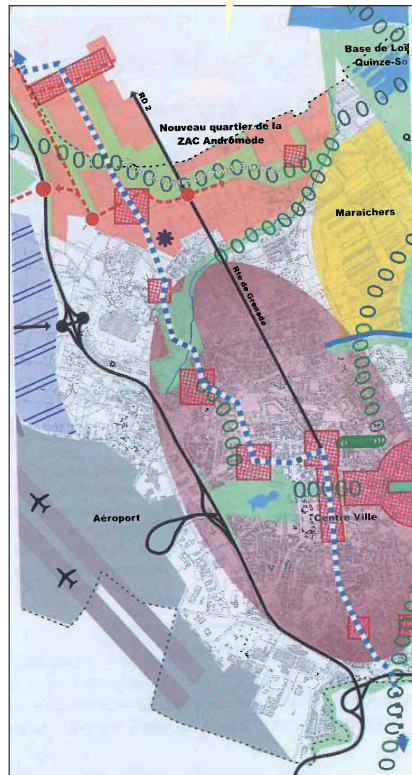 Base de Loi
Quinze-So
RD 2
Nouveau quartier de la
ZAC Andromède
Maraichers
Rte de Grenade
Aéroport
Centre Ville